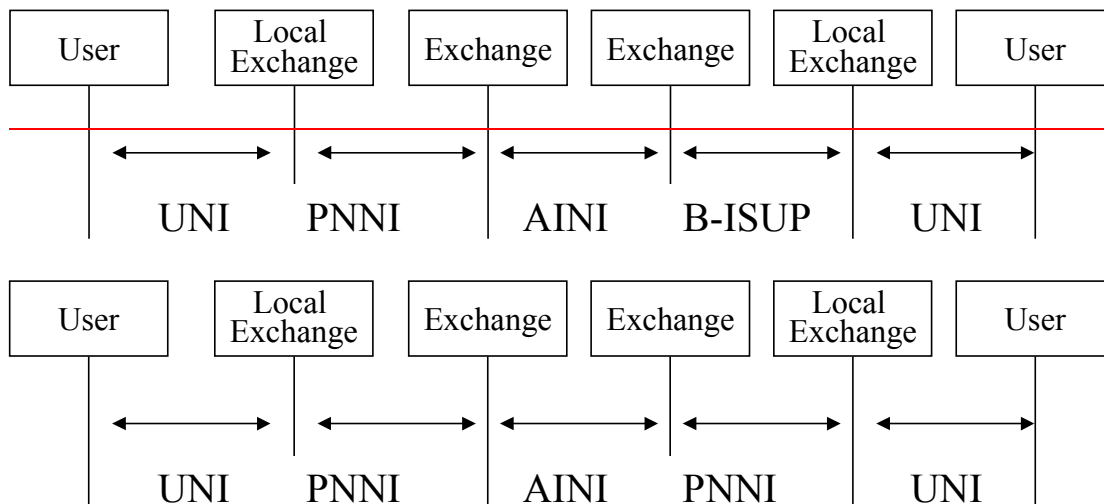 User Local Exchange Exchange Exchange Local Exchange User
UNI PNNI AINI B-ISUP UNI
User Local Exchange Exchange Exchange Local Exchange User
UNI PNNI AINI PNNI UNI